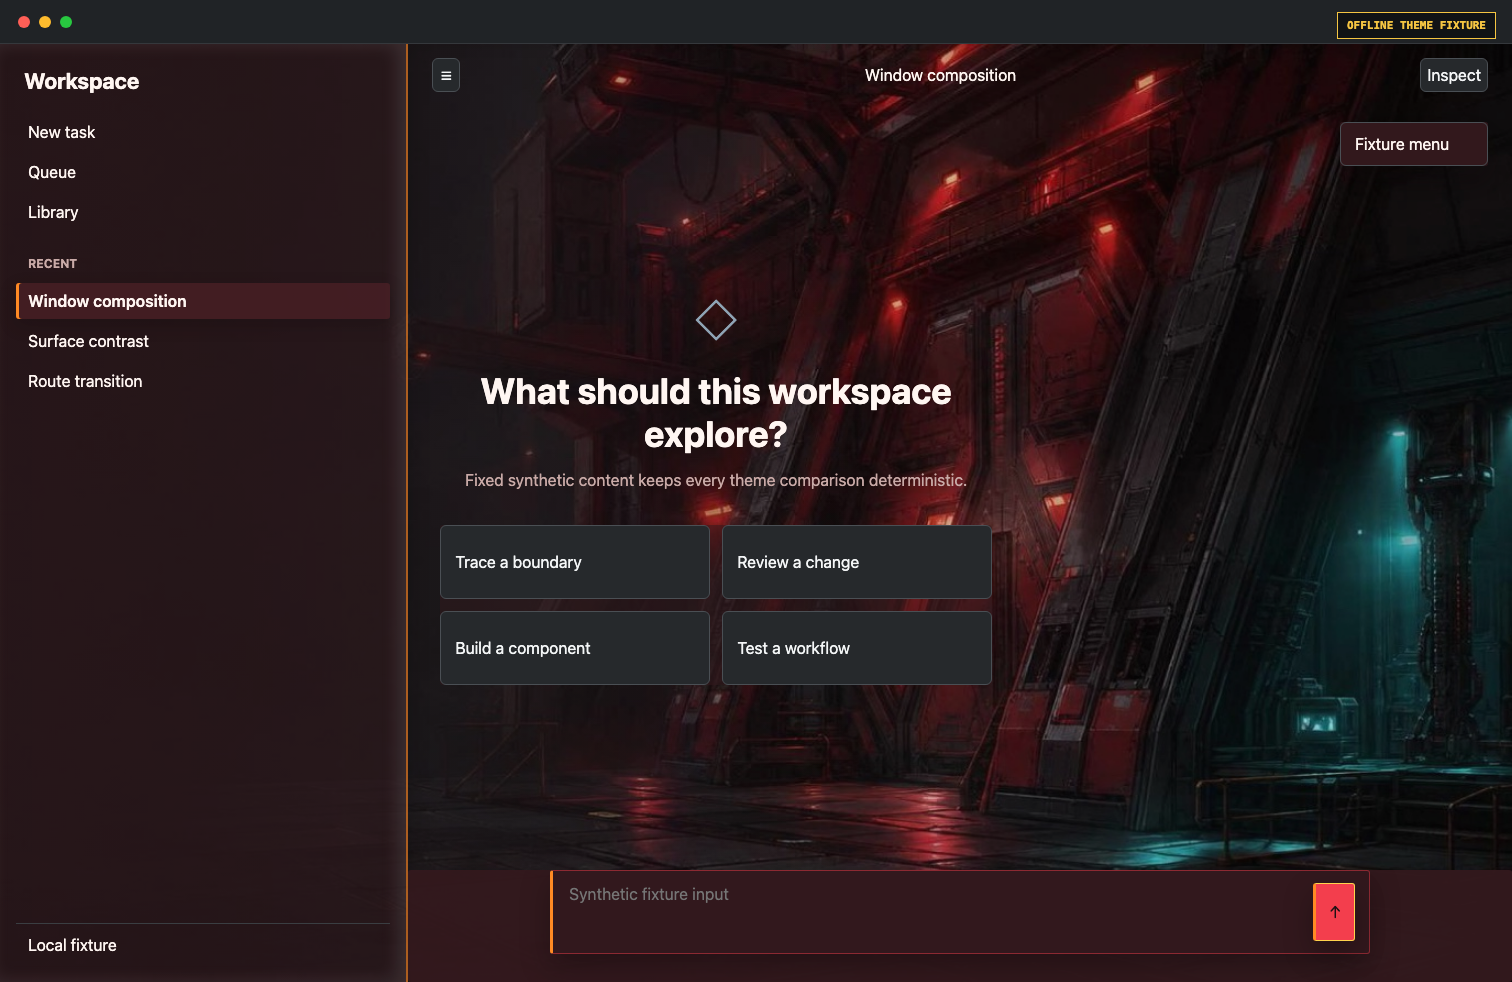 OFFLINE THEME FIXTURE
Workspace
New task
Queue
Library
RECENT
Window composition
Surface contrast
Route transition
Local fixture
Window composition
Inspect
Fixture menu
What should this workspace
explore?
Fixed synthetic content keeps every theme comparison deterministic.
Trace a boundary
Review a change
Build a component
Test a workflow
Synthetic fixture input